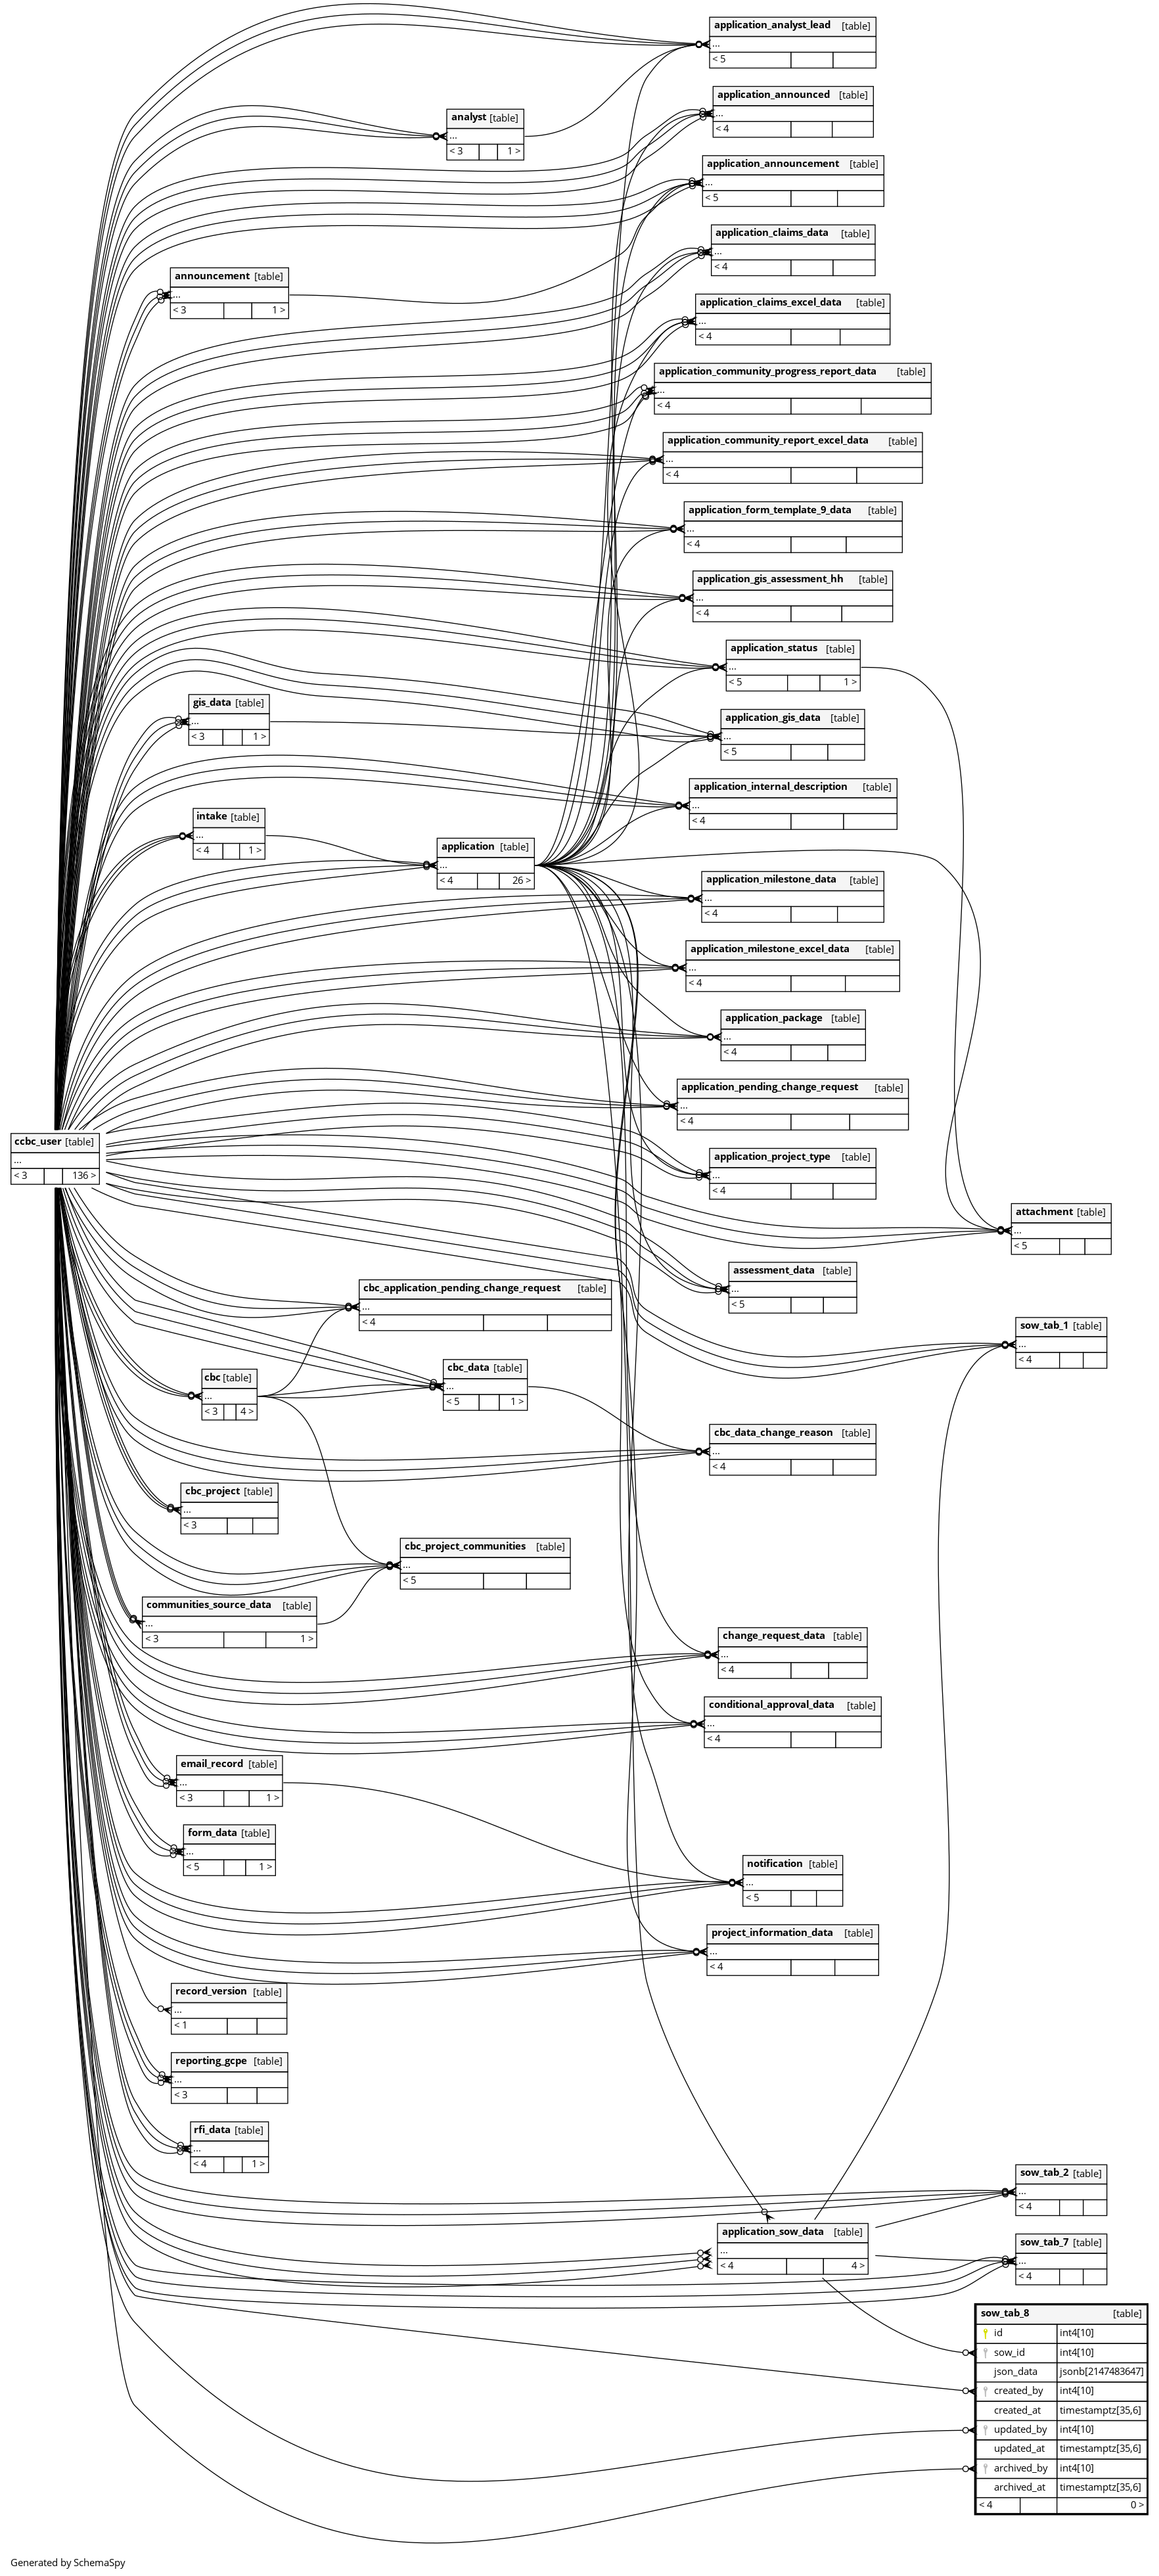 application_analyst_lead [table]
...
< 5
application_announced [table]
...
< 4
analyst [table]
...
< 3 1 >
application_announcement [table]
...
< 5
application_claims_data [table]
...
< 4
announcement [table]
...
< 3 1 >
application_claims_excel_data [table]
...
< 4
application_community_progress_report_data [table]
...
< 4
application_community_report_excel_data [table]
...
< 4
application_form_template_9_data [table]
...
< 4
application_gis_assessment_hh [table]
...
< 4
application_status [table]
...
< 5 1 >
gis_data [table]
...
< 3 1 >
application_gis_data [table]
...
< 5
application_internal_description [table]
...
< 4
intake [table]
...
< 4 1 >
application [table]
...
< 4 26 >
application_milestone_data [table]
...
< 4
application_milestone_excel_data [table]
...
< 4
application_package [table]
...
< 4
application_pending_change_request [table]
...
< 4
ccbc_user [table]
...
< 3 136 >
application_project_type [table]
...
< 4
attachment [table]
...
< 5
assessment_data [table]
...
< 5
cbc_application_pending_change_request [table]
...
< 4
sow_tab_1 [table]
...
< 4
cbc_data [table]
...
< 5 1 >
cbc [table]
...
< 3 4 >
cbc_data_change_reason [table]
...
< 4
cbc_project [table]
...
< 3
cbc_project_communities [table]
...
< 5
communities_source_data [table]
...
< 3 1 >
change_request_data [table]
...
< 4
conditional_approval_data [table]
...
< 4
email_record [table]
...
< 3 1 >
form_data [table]
...
< 5 1 >
notification [table]
...
< 5
project_information_data [table]
...
< 4
record_version [table]
...
< 1
reporting_gcpe [table]
...
< 3
rfi_data [table]
...
< 4 1 >
sow_tab_2 [table]
...
< 4
application_sow_data [table]
...
< 4 4 >
sow_tab_7 [table]
...
< 4
sow_tab_8 [table]
id int4[10]
sow_id int4[10]
json_data jsonb[2147483647]
created_by int4[10]
created_at timestamptz[35,6]
updated_by int4[10]
updated_at timestamptz[35,6]
archived_by int4[10]
archived_at timestamptz[35,6]
< 4 0 >
Generated by SchemaSpy